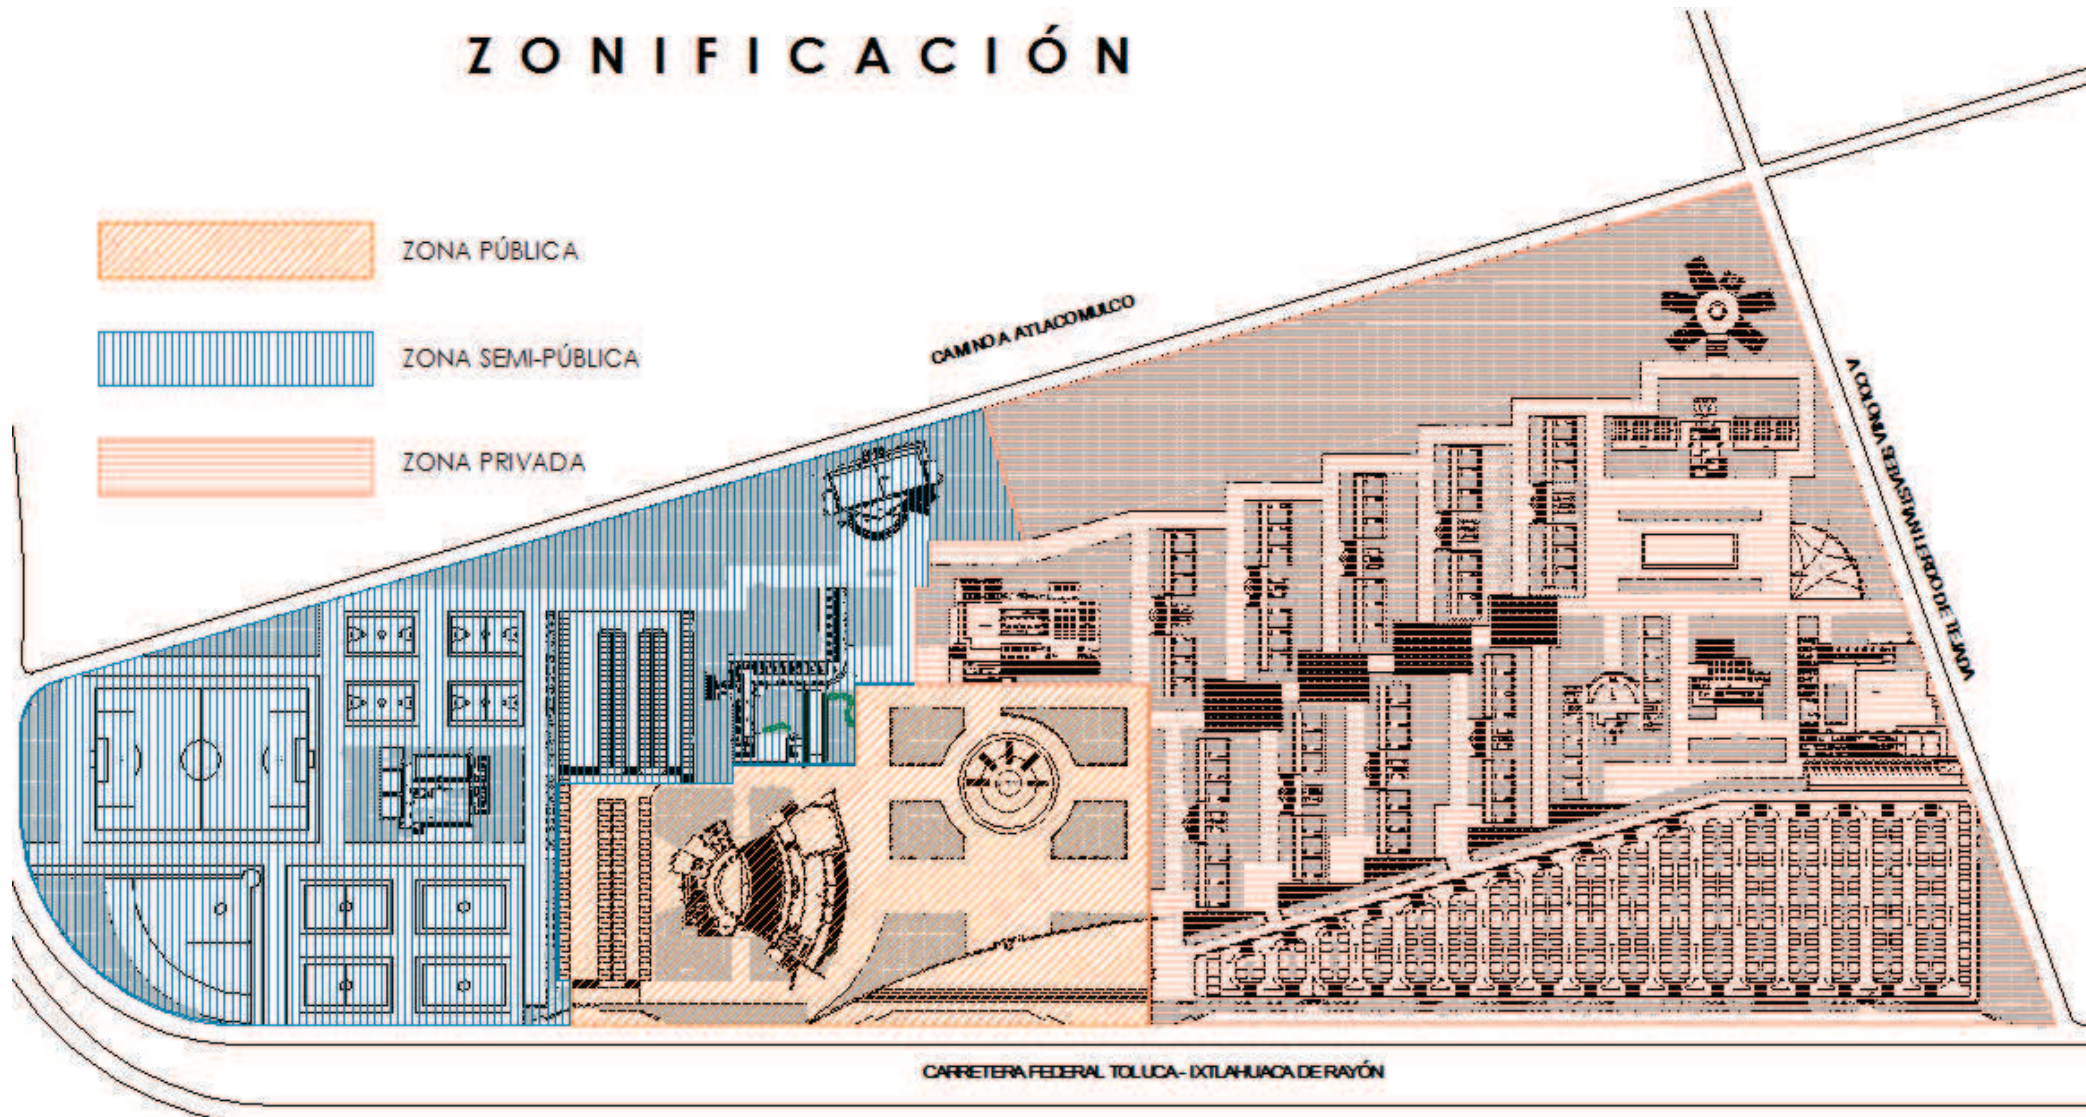 ZONIFICACIÓN
ZONA PÚBLICA
ZONA SEMI-PÚBLICA
ZONA PRIVADA
CAMINO A ATLACOMULCO
A COLONIA SEBASTIAN LERDO DE TEJADA
CARRETERA FEDERAL TOLUCA - IXTLAHUACA DE RAYÓN